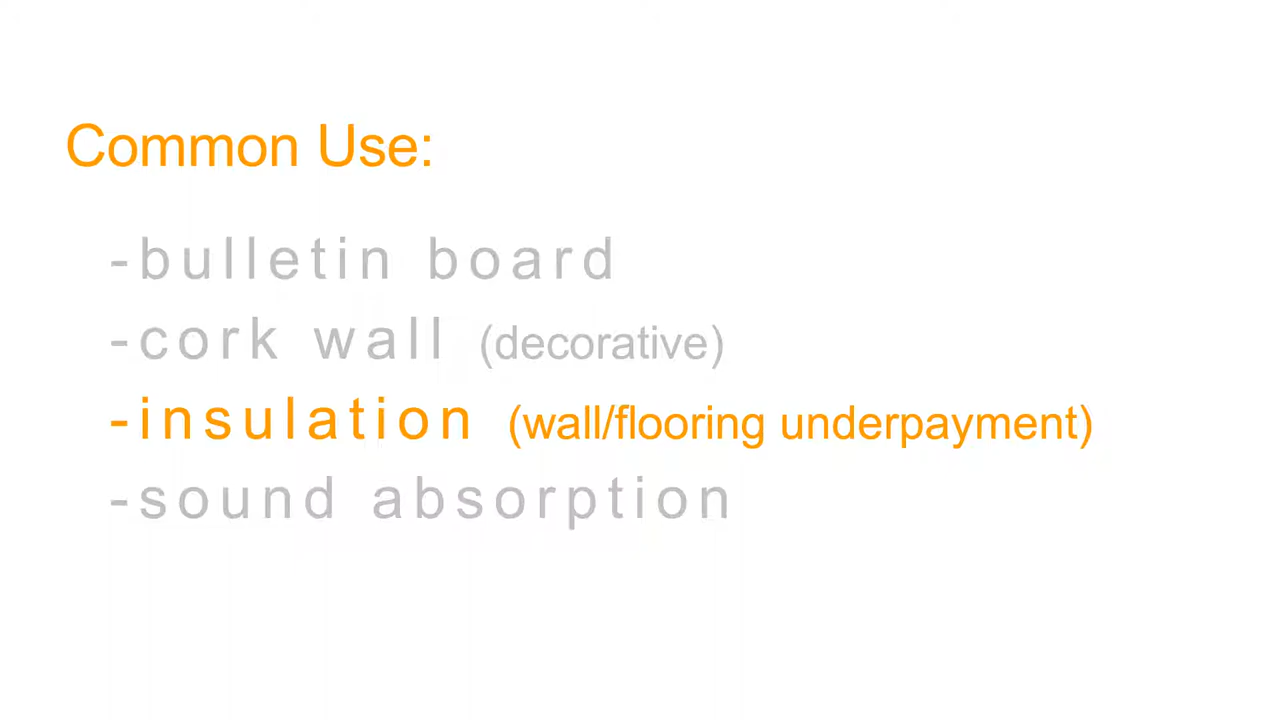 Common Use:
-bulletin board
-cork wall (decorative)
-insulation (wall/flooring underpayment)
-sound absorption